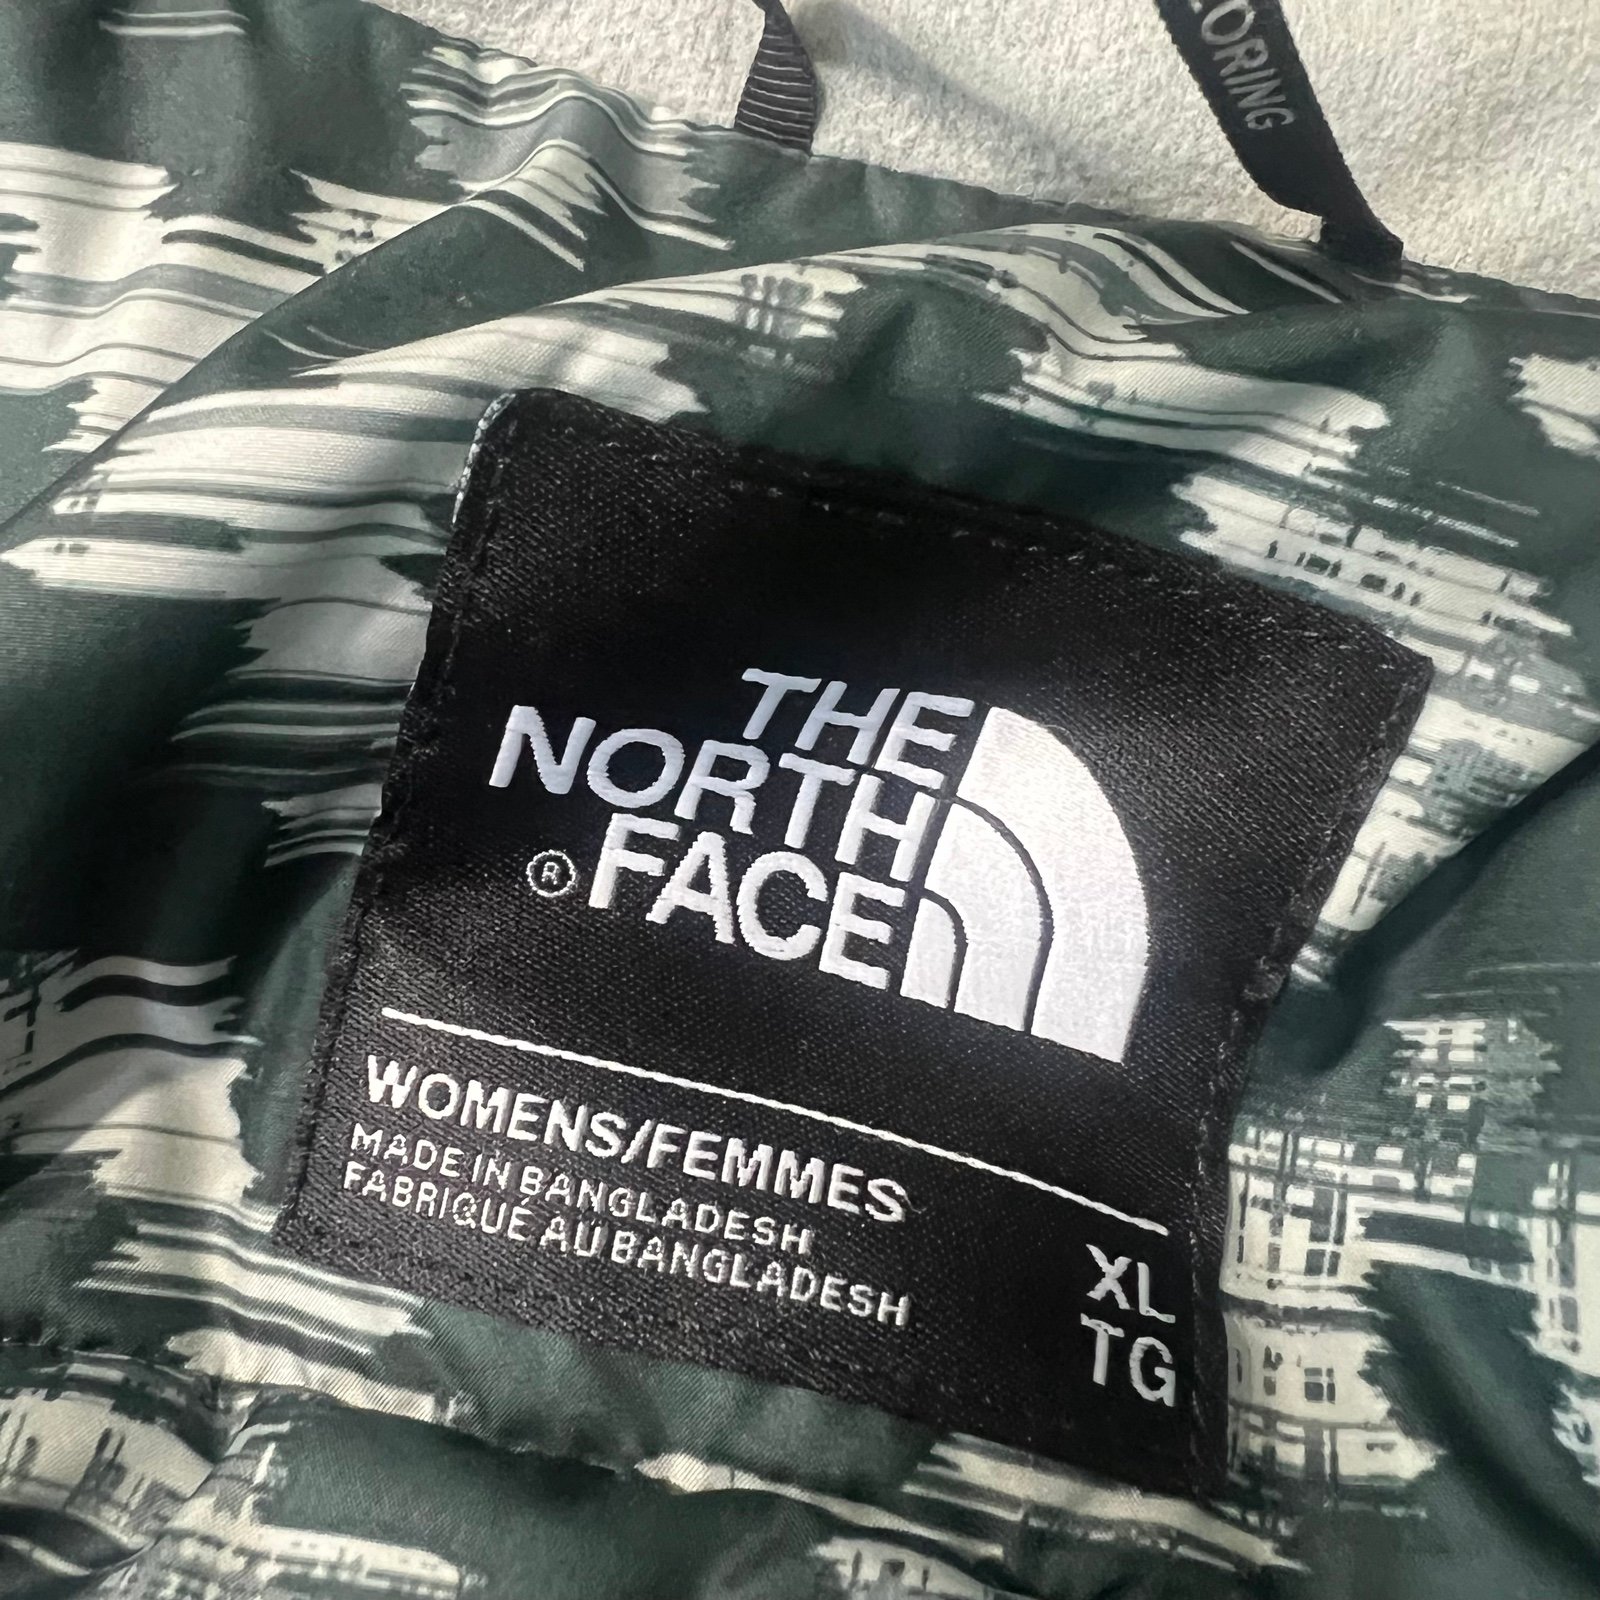 THE
NORTH
FACE
®
WOMENS/FEMMES
MADE IN BANGLADESH
FABRIQUÉ AU BANGLADESH
XL
TG